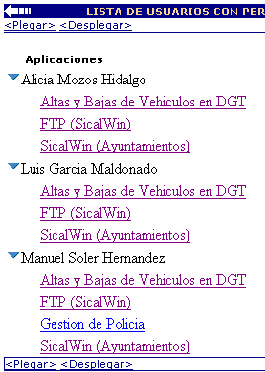 LISTA DE USUARIOS CON PER
<Plegar> <Desplegar>
Aplicaciones
Alicia Mozos Hidalgo
Altas y Bajas de Vehiculos en DGT
FTP (SicalWin)
SicalWin (Ayuntamientos)
Luis Garcia Maldonado
Altas y Bajas de Vehiculos en DGT
FTP (SicalWin)
SicalWin (Ayuntamientos)
Manuel Soler Hernandez
Altas y Bajas de Vehiculos en DGT
FTP (SicalWin)
Gestion de Policia
SicalWin (Ayuntamientos)
<Plegar> <Desplegar>